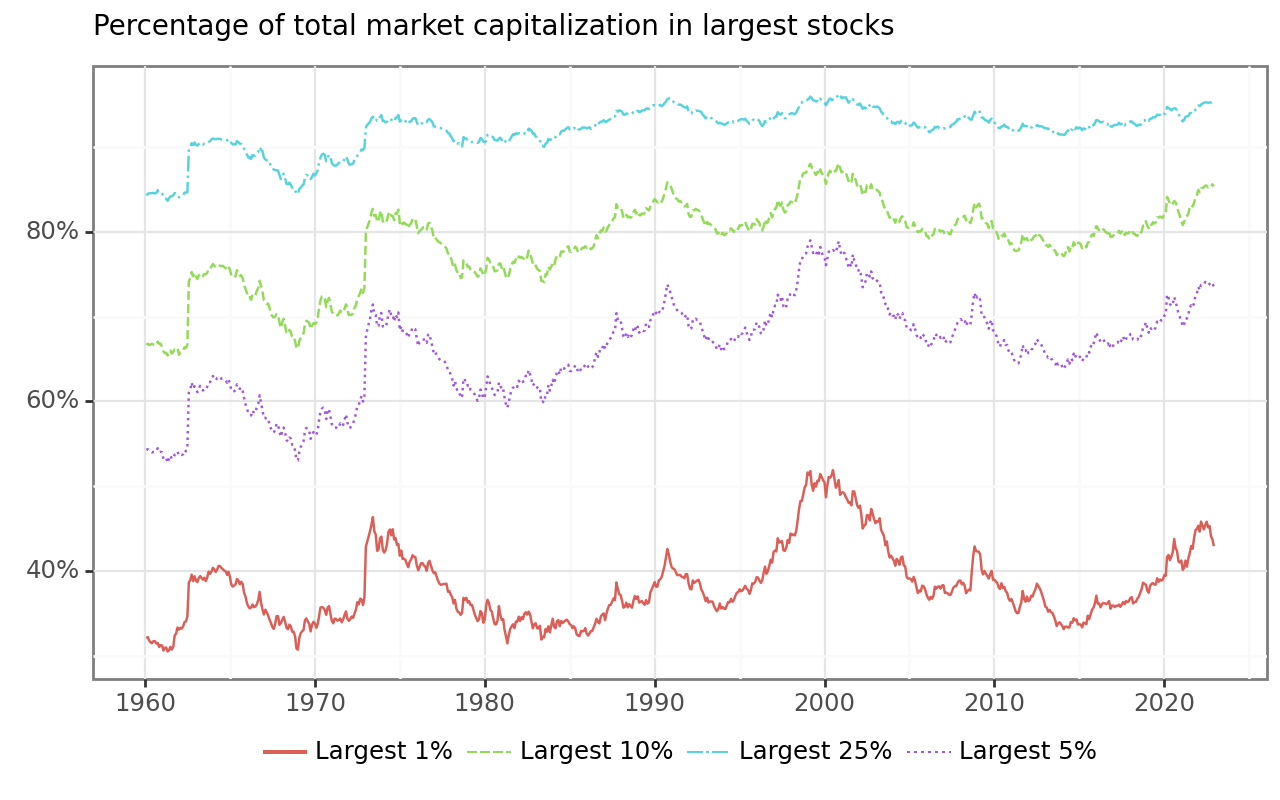 Percentage of total market capitalization in largest stocks
80%
60%
40%
1960 1970 1980 1990 2000 2010 2020
Largest 1% Largest 10% Largest 25% Largest 5%